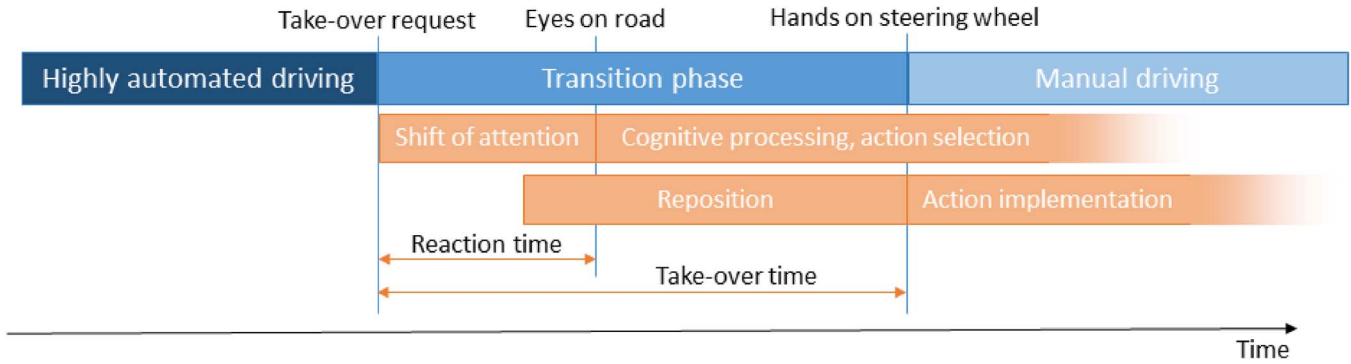 Take-over request
Eyes on road
Hands on steering wheel
Highly automated driving
Transition phase
Manual driving
Shift of attention
Cognitive processing, action selection
Reposition
Action implementation
Reaction time
Take-over time
Time